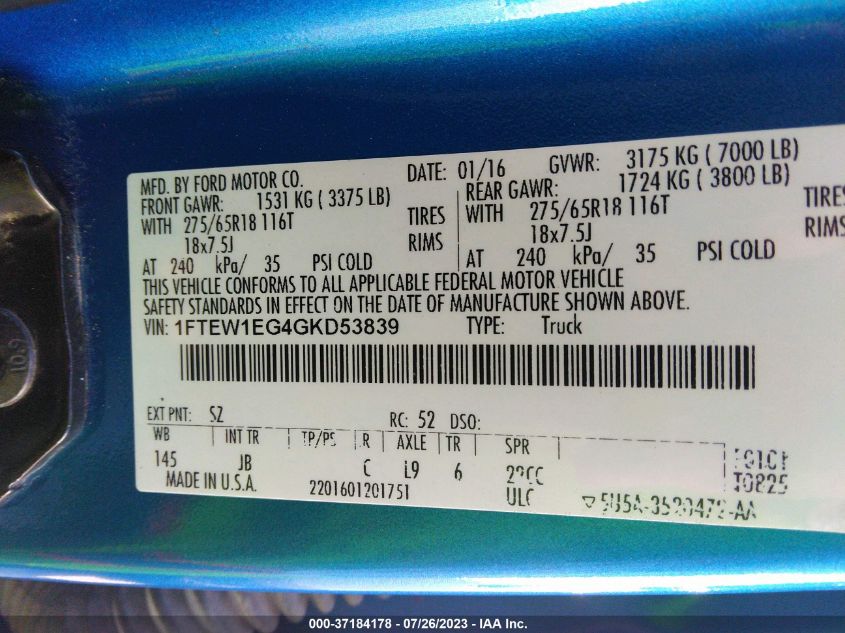 MFD. BY FORD MOTOR CO. DATE: 01/16 GVWR: 3175 KG ( 7000 LB)
FRONT GAWR: 1531 KG ( 3375 LB) REAR GAWR: 1724 KG ( 3800 LB)
WITH 275/65R18 116T TIRES WITH 275/65R18 116T TIRES
18x7.5J RIMS 18x7.5J RIMS
AT 240 kPa/ 35 PSI COLD AT 240 kPa/ 35 PSI COLD
THIS VEHICLE CONFORMS TO ALL APPLICABLE FEDERAL MOTOR VEHICLE
SAFETY STANDARDS IN EFFECT ON THE DATE OF MANUFACTURE SHOWN ABOVE.
VIN: 1FTEW1EG4GKD53839 TYPE: Truck
EXT PNT: SZ RC: 52 DSO:
WB INT TR TP/PS R AXLE TR SPR
145 JB C L9 6
MADE IN U.S.A. 2201601201751
10.9
000-37184178 - 07/26/2023 - IAA Inc.